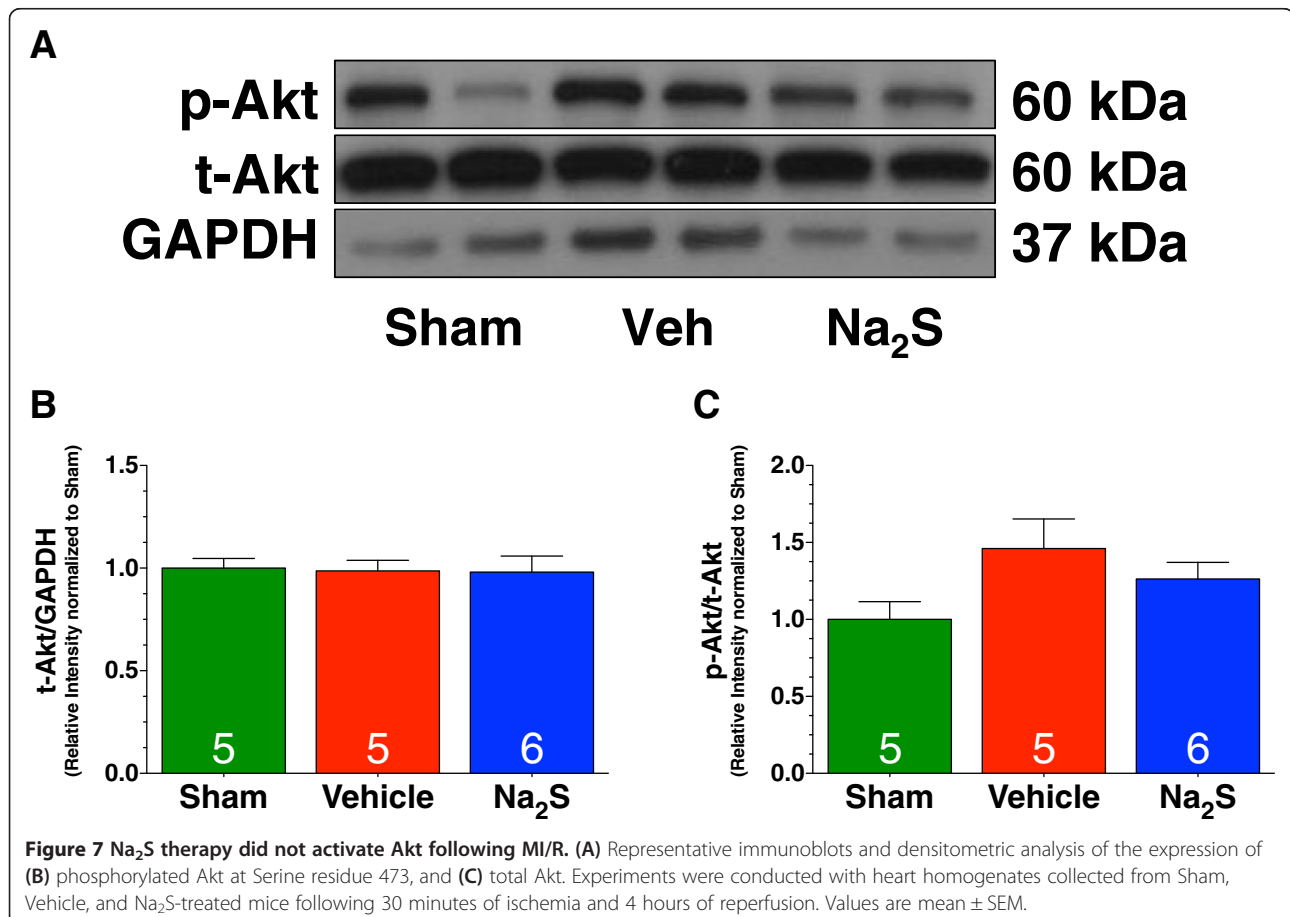 A
p-Akt 60 kDa
t-Akt 60 kDa
GAPDH 37 kDa
Sham Veh Na₂S
B
t-Akt/GAPDH
(Relative Intensity normalized to Sham)
1.5
1.0
0.5
0.0
5 5 6
Sham Vehicle Na₂S
C
p-Akt/t-Akt
(Relative Intensity normalized to Sham)
2.0
1.5
1.0
0.5
0.0
5 5 6
Sham Vehicle Na₂S
Figure 7 Na₂S therapy did not activate Akt following MI/R. (A) Representative immunoblots and densitometric analysis of the expression of
(B) phosphorylated Akt at Serine residue 473, and (C) total Akt. Experiments were conducted with heart homogenates collected from Sham,
Vehicle, and Na₂S-treated mice following 30 minutes of ischemia and 4 hours of reperfusion. Values are mean ± SEM.